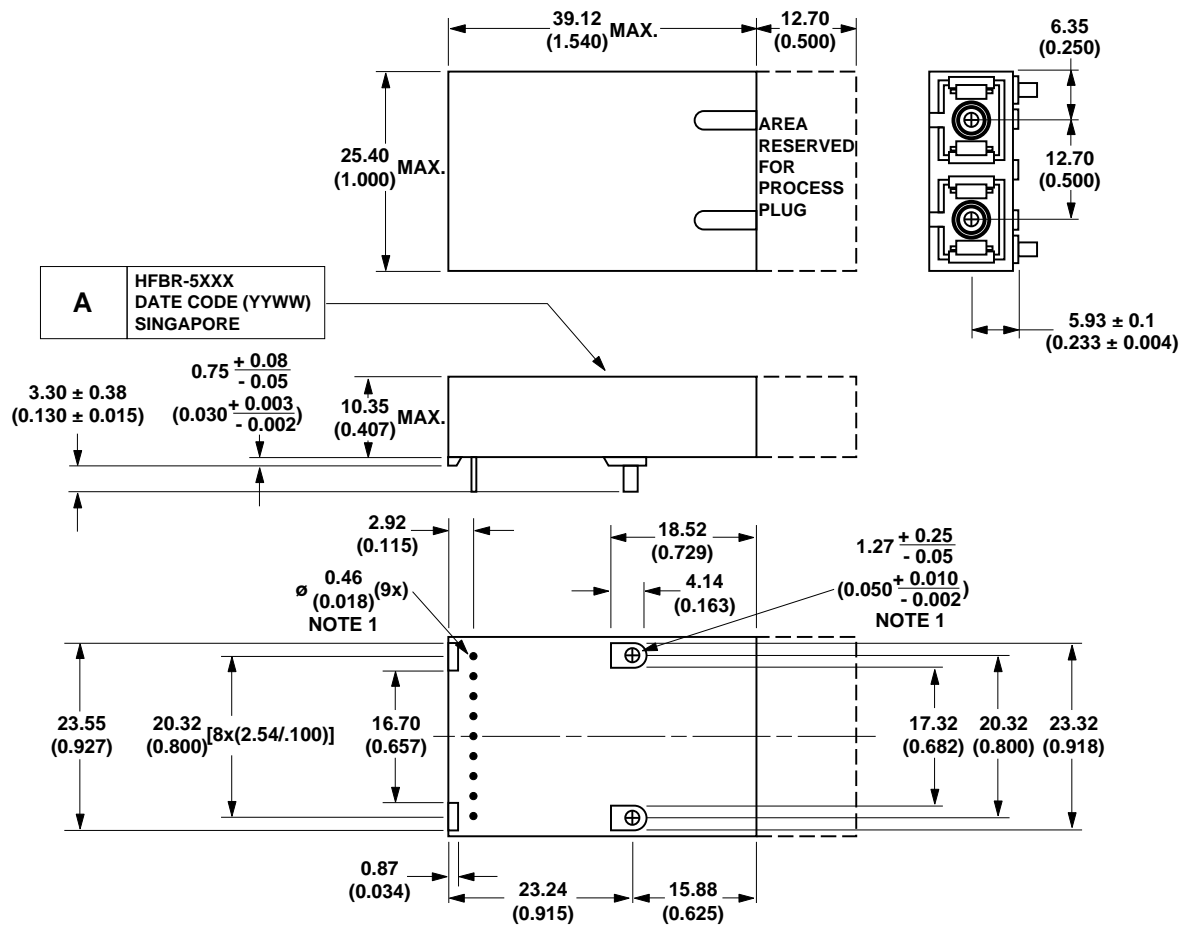 39.12
(1.540)
MAX.
12.70
(0.500)
6.35
(0.250)
25.40
(1.000)
MAX.
AREA
RESERVED
FOR
PROCESS
PLUG
12.70
(0.500)
A
HFBR-5XXX
DATE CODE (YYWW)
SINGAPORE
5.93 ± 0.1
(0.233 ± 0.004)
3.30 ± 0.38
(0.130 ± 0.015)
0.75 + 0.08
- 0.05
(0.030 + 0.003
- 0.002)
10.35
(0.407)
MAX.
2.92
(0.115)
18.52
(0.729)
4.14
(0.163)
1.27 + 0.25
- 0.05
(0.050 + 0.010
- 0.002)
NOTE 1
ø 0.46
(0.018)
(9x)
NOTE 1
23.55
(0.927)
20.32
(0.800)
[8x(2.54/.100)]
16.70
(0.657)
17.32
(0.682)
20.32
(0.800)
23.32
(0.918)
0.87
(0.034)
23.24
(0.915)
15.88
(0.625)